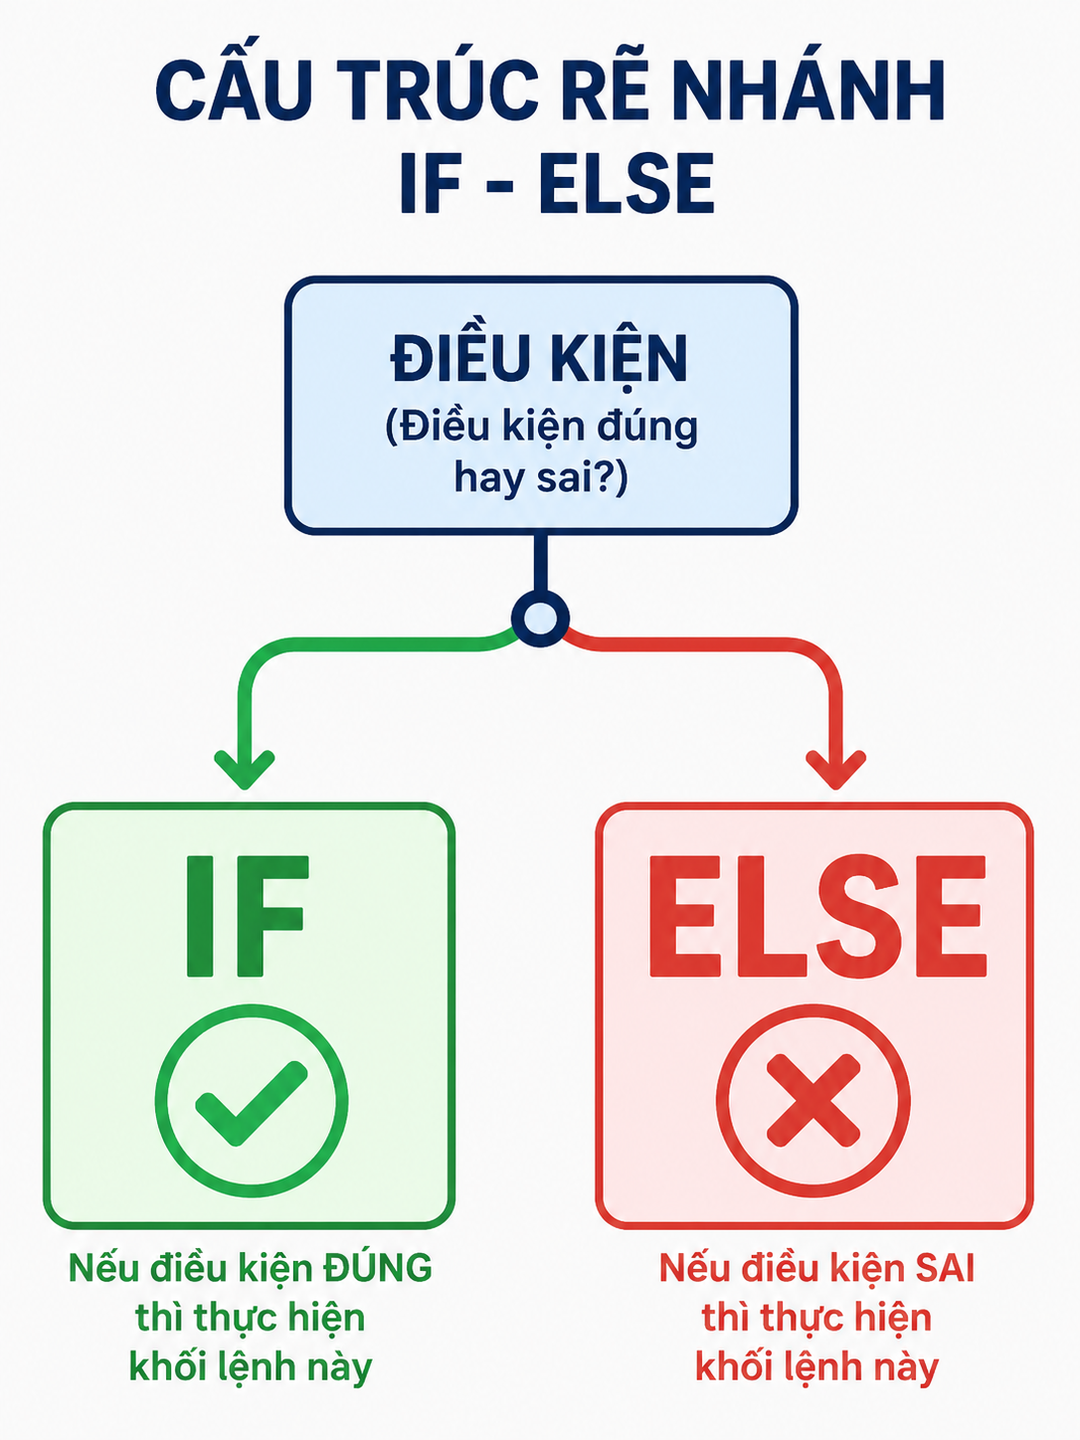 CẤU TRÚC RẼ NHÁNH
IF - ELSE
ĐIỀU KIỆN
(Điều kiện đúng
hay sai?)
IF
Nếu điều kiện ĐÚNG
thì thực hiện
khối lệnh này
ELSE
Nếu điều kiện SAI
thì thực hiện
khối lệnh này